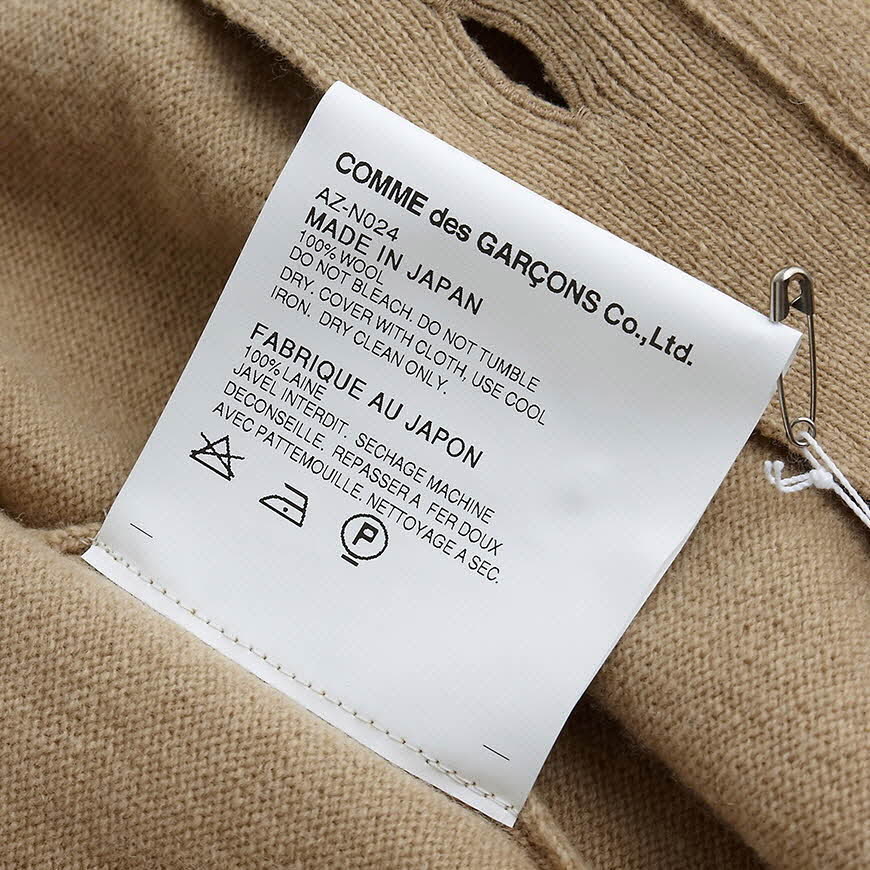 COMME des GARÇONS Co.,Ltd.
AZ-N024
MADE IN JAPAN
100% WOOL
DO NOT BLEACH. DO NOT TUMBLE
DRY. COVER WITH CLOTH, USE COOL
IRON. DRY CLEAN ONLY.
FABRIQUE AU JAPON
100% LAINE
JAVEL INTERDIT. SECHAGE MACHINE
DECONSEILLE. REPASSER A FER DOUX
AVEC PATTEMOUILLE. NETTOYAGE A SEC.
P